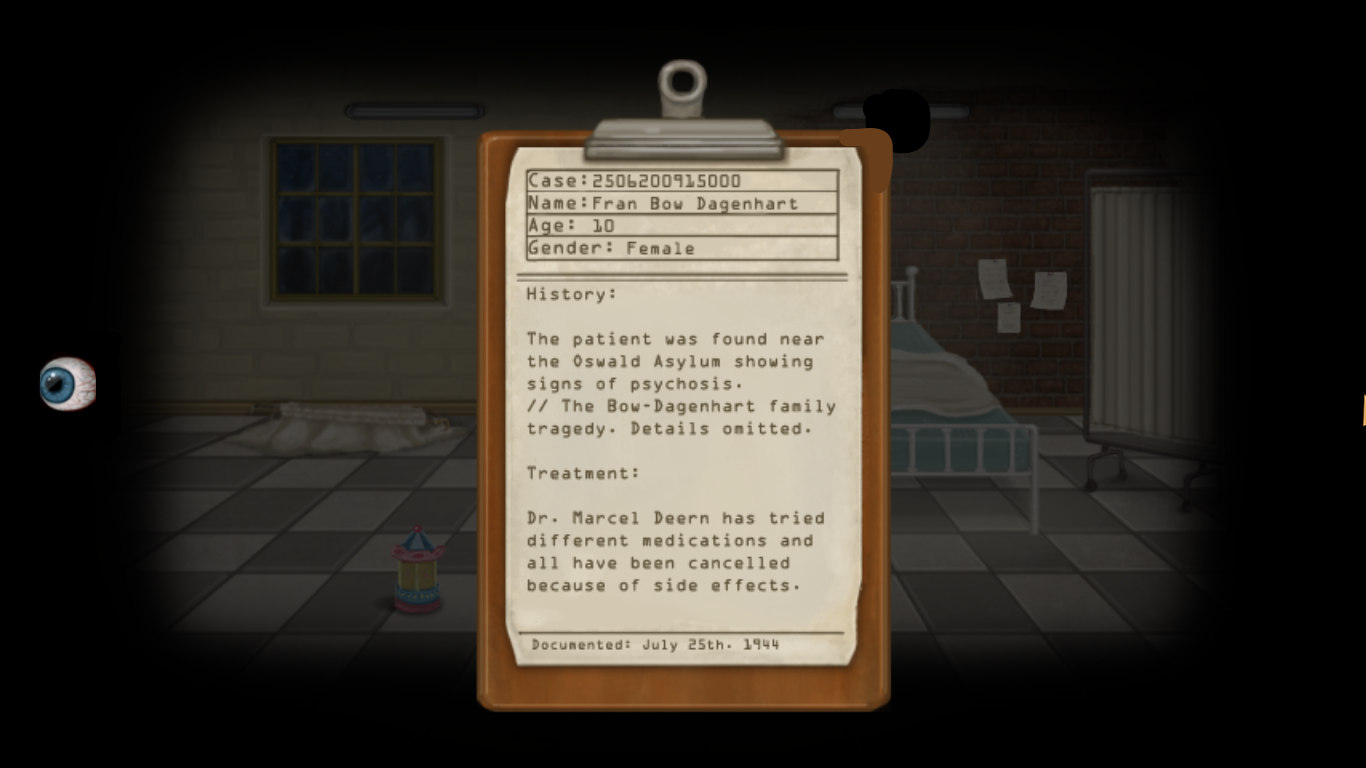 Case:2506200915000
Name:Fran Bow Dagenhart
Age: 10
Gender: Female
History:
The patient was found near
the Oswald Asylum showing
signs of psychosis.
// The Bow-Dagenhart family
tragedy. Details omitted.
Treatment:
Dr. Marcel Deern has tried
different medications and
all have been cancelled
because of side effects.
Documented: July 25th. 1944